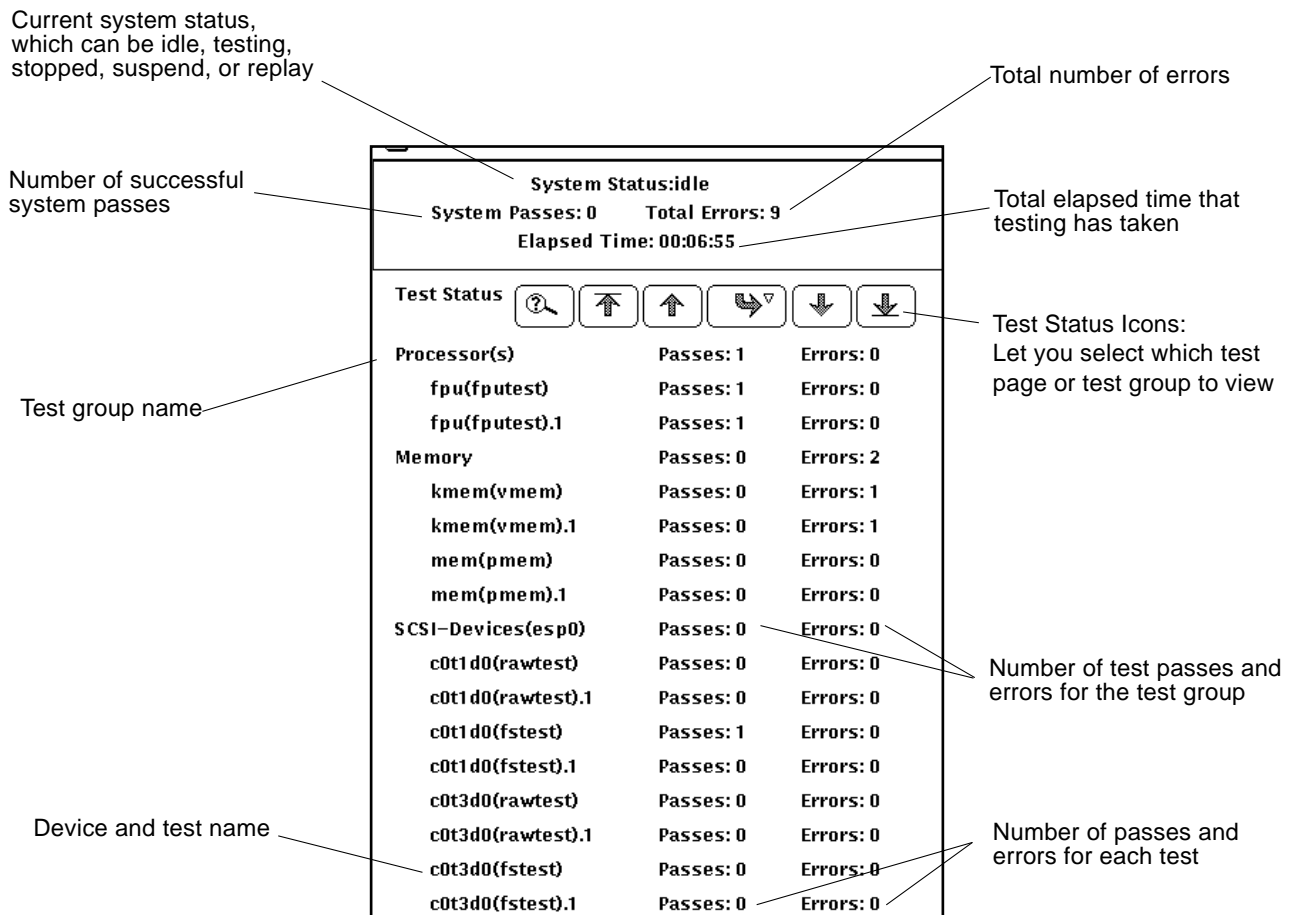 Current system status,
which can be idle, testing,
stopped, suspend, or replay
Total number of errors
Number of successful
system passes
Total elapsed time that
testing has taken
System Status:idle
System Passes: 0 Total Errors: 9
Elapsed Time: 00:06:55
Test Status
Test Status Icons:
Let you select which test
page or test group to view
Test group name
Processor(s) Passes: 1 Errors: 0
fpu(fputest) Passes: 1 Errors: 0
fpu(fputest).1 Passes: 1 Errors: 0
Memory Passes: 0 Errors: 2
kmem(vmem) Passes: 0 Errors: 1
kmem(vmem).1 Passes: 0 Errors: 1
mem(pmem) Passes: 0 Errors: 0
mem(pmem).1 Passes: 0 Errors: 0
SCSI-Devices(esp0) Passes: 0 Errors: 0
c0t1d0(rawtest) Passes: 0 Errors: 0
c0t1d0(rawtest).1 Passes: 0 Errors: 0
c0t1d0(fstest) Passes: 1 Errors: 0
c0t1d0(fstest).1 Passes: 0 Errors: 0
c0t3d0(rawtest) Passes: 0 Errors: 0
c0t3d0(rawtest).1 Passes: 0 Errors: 0
c0t3d0(fstest) Passes: 0 Errors: 0
c0t3d0(fstest).1 Passes: 0 Errors: 0
Number of test passes and
errors for the test group
Device and test name
Number of passes and
errors for each test